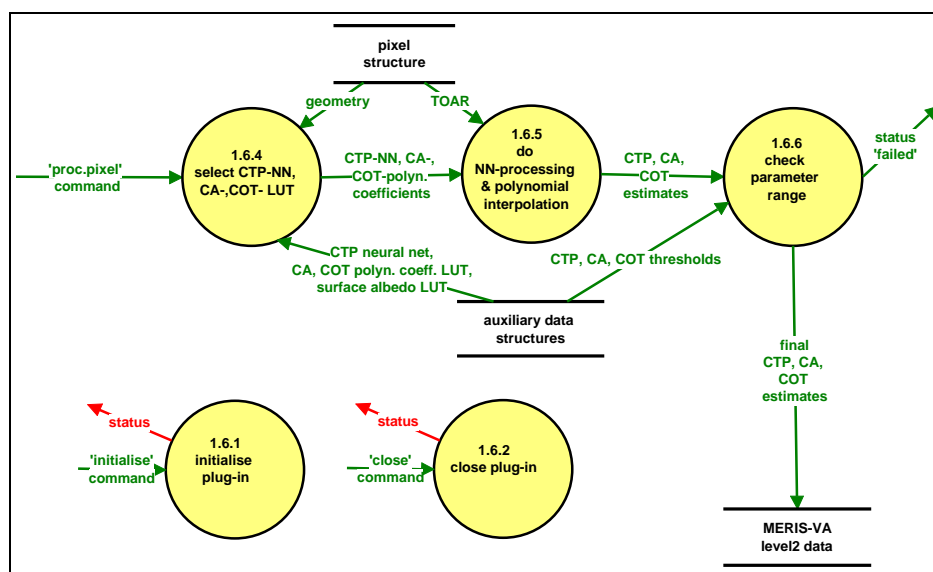 pixel
structure
geometry
TOAR
1.6.4
select CTP-NN,
CA-,COT- LUT
1.6.5
do
NN-processing
& polynomial
interpolation
1.6.6
check
parameter
range
status
'failed'
'proc.pixel'
command
CTP-NN, CA-,
COT-polyn.
coefficients
CTP, CA,
COT
estimates
CTP neural net,
CA, COT polyn. coeff. LUT,
surface albedo LUT
CTP, CA, COT thresholds
auxiliary data
structures
final
CTP, CA,
COT
estimates
status
1.6.1
initialise
plug-in
'initialise'
command
status
1.6.2
close plug-in
'close'
command
MERIS-VA
level2 data